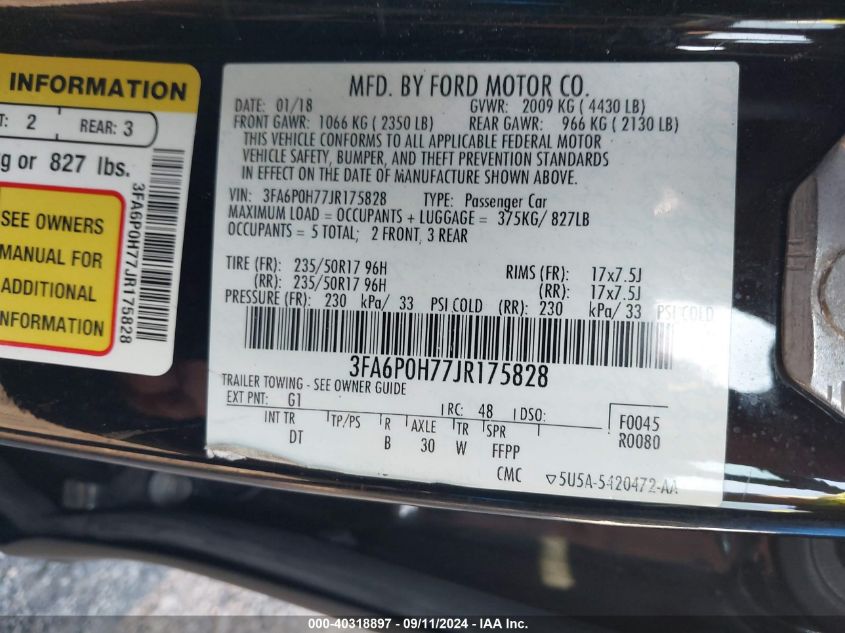 INFORMATION
T: 2 REAR: 3
g or 827 lbs.
SEE OWNERS
MANUAL FOR
ADDITIONAL
INFORMATION
3FA6P0H77JR175828
MFD. BY FORD MOTOR CO.
DATE: 01/18 GVWR: 2009 KG ( 4430 LB)
FRONT GAWR: 1066 KG ( 2350 LB) REAR GAWR: 966 KG ( 2130 LB)
THIS VEHICLE CONFORMS TO ALL APPLICABLE FEDERAL MOTOR
VEHICLE SAFETY, BUMPER, AND THEFT PREVENTION STANDARDS
IN EFFECT ON THE DATE OF MANUFACTURE SHOWN ABOVE.
VIN: 3FA6P0H77JR175828 TYPE: Passenger Car
MAXIMUM LOAD = OCCUPANTS + LUGGAGE = 375KG/ 827LB
OCCUPANTS = 5 TOTAL; 2 FRONT, 3 REAR
TIRE (FR): 235/50R17 96H RIMS (FR): 17x7.5J
(RR): 235/50R17 96H (RR): 17x7.5J
PRESSURE (FR): 230 kPa/ 33 PSI COLD (RR): 230 kPa/ 33 PSI COLD
3FA6P0H77JR175828
TRAILER TOWING - SEE OWNER GUIDE
EXT PNT: G1 RC: 48 DSO: F0045
INT TR TP/PS R AXLE TR SPR R0080
DT B 30 W FFPP
CMC 5U5A-5420472-AA
000-40318897 - 09/11/2024 - IAA Inc.